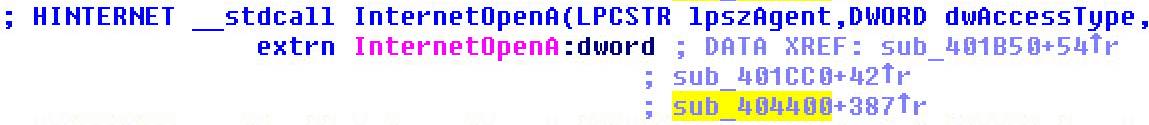 ; HINTERNET __stdcall InternetOpenA(LPCSTR lpszAgent,DWORD dwAccessType,
extrn InternetOpenA:dword ; DATA XREF: sub_401B50+54↑r
; sub_401CC0+42↑r
; sub_404400+387↑r